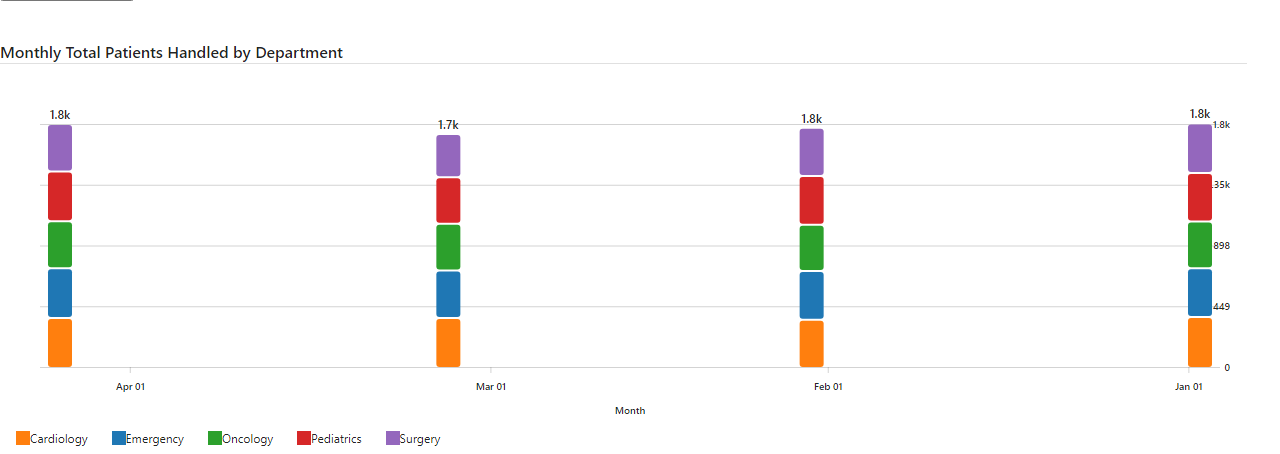 Monthly Total Patients Handled by Department
1.8k
1.7k
1.8k
1.8k
1.8k
.35k
898
449
0
Apr 01
Mar 01
Feb 01
Jan 01
Month
Cardiology
Emergency
Oncology
Pediatrics
Surgery